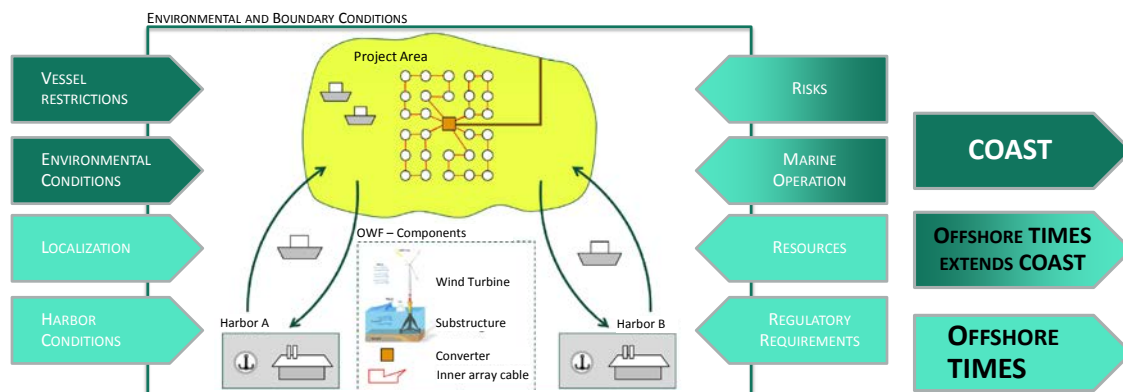 ENVIRONMENTAL AND BOUNDARY CONDITIONS
Project Area
VESSEL
RESTRICTIONS
ENVIRONMENTAL
CONDITIONS
LOCALIZATION
HARBOR
CONDITIONS
OWF – Components
Wind Turbine
Substructure
Converter
Inner array cable
Harbor A
Harbor B
RISKS
MARINE
OPERATION
RESOURCES
REGULATORY
REQUIREMENTS
COAST
OFFSHORE TIMES
EXTENDS COAST
OFFSHORE
TIMES